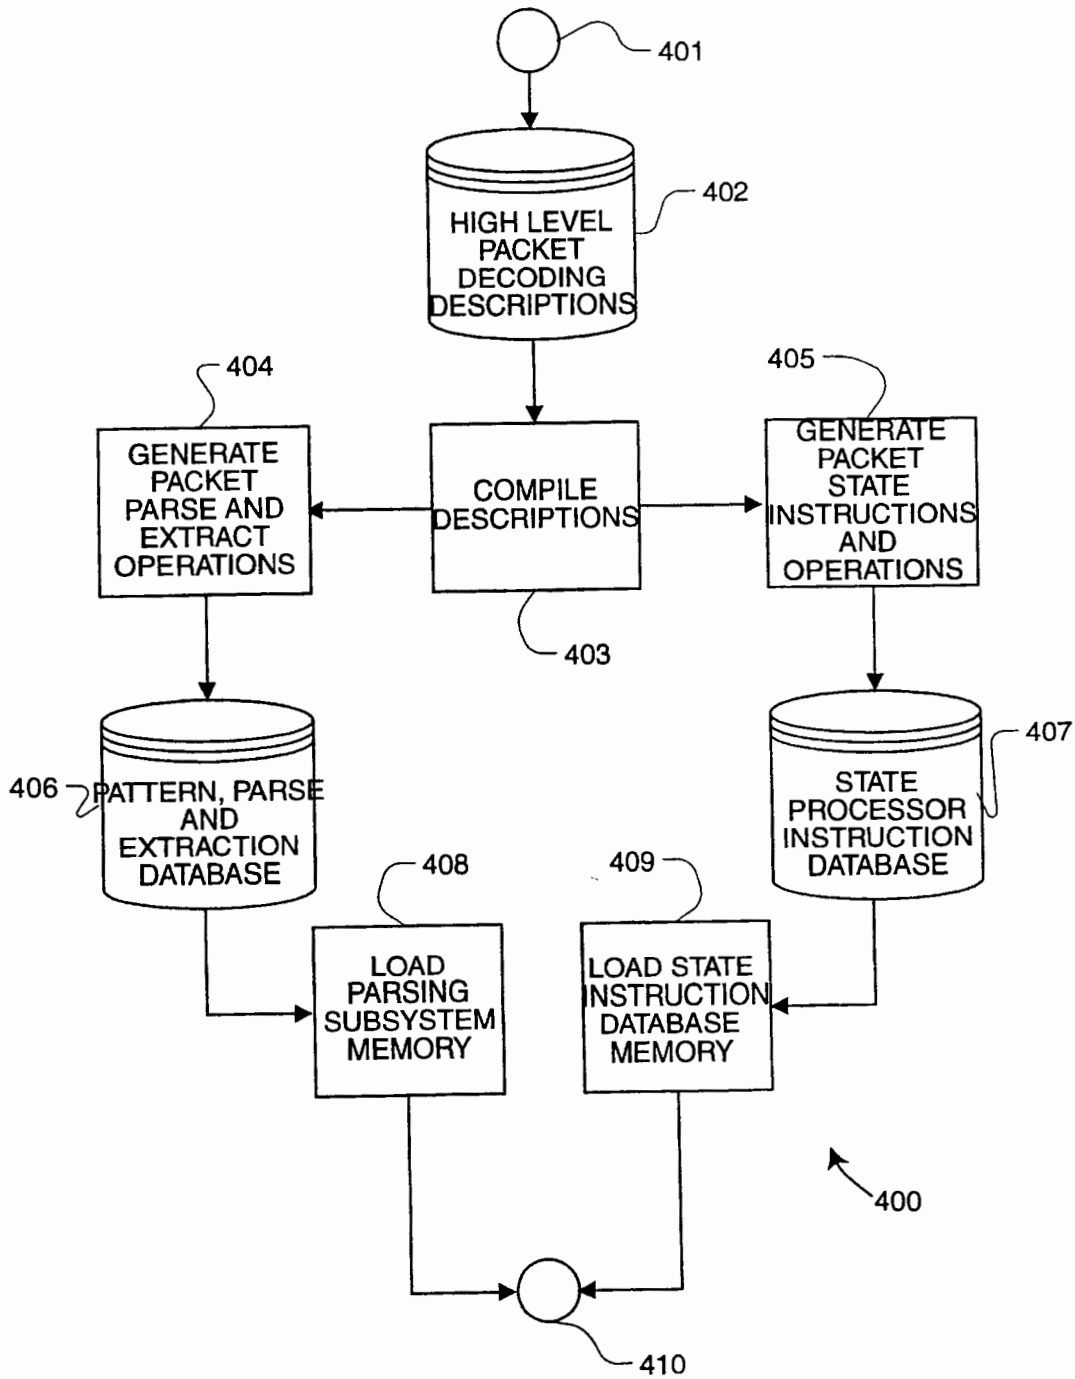 401
402
HIGH LEVEL
PACKET
DECODING
DESCRIPTIONS
404
405
GENERATE
PACKET
PARSE AND
EXTRACT
OPERATIONS
COMPILE
DESCRIPTIONS
GENERATE
PACKET
STATE
INSTRUCTIONS
AND
OPERATIONS
403
406
PATTERN, PARSE
AND
EXTRACTION
DATABASE
407
STATE
PROCESSOR
INSTRUCTION
DATABASE
408
409
LOAD
PARSING
SUBSYSTEM
MEMORY
LOAD STATE
INSTRUCTION
DATABASE
MEMORY
400
410